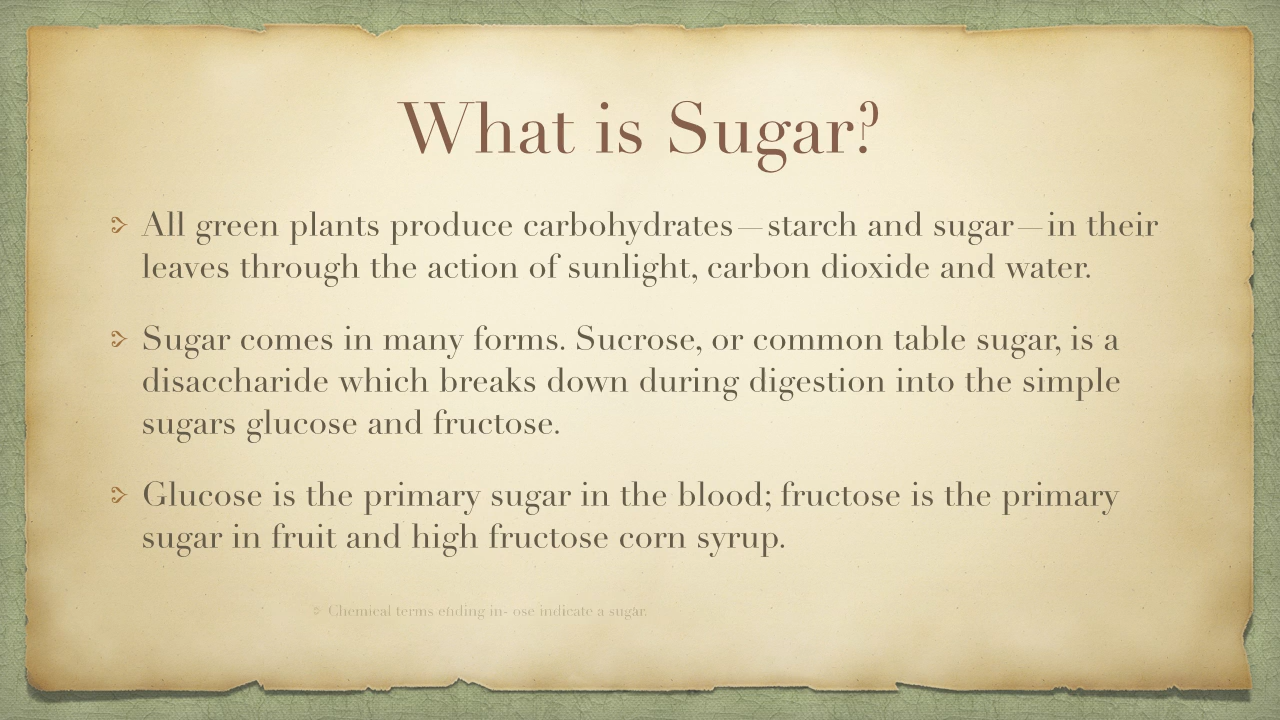 What is Sugar?
All green plants produce carbohydrates—starch and sugar—in their
leaves through the action of sunlight, carbon dioxide and water.
Sugar comes in many forms. Sucrose, or common table sugar, is a
disaccharide which breaks down during digestion into the simple
sugars glucose and fructose.
Glucose is the primary sugar in the blood; fructose is the primary
sugar in fruit and high fructose corn syrup.
Chemical terms ending in- ose indicate a sugar.